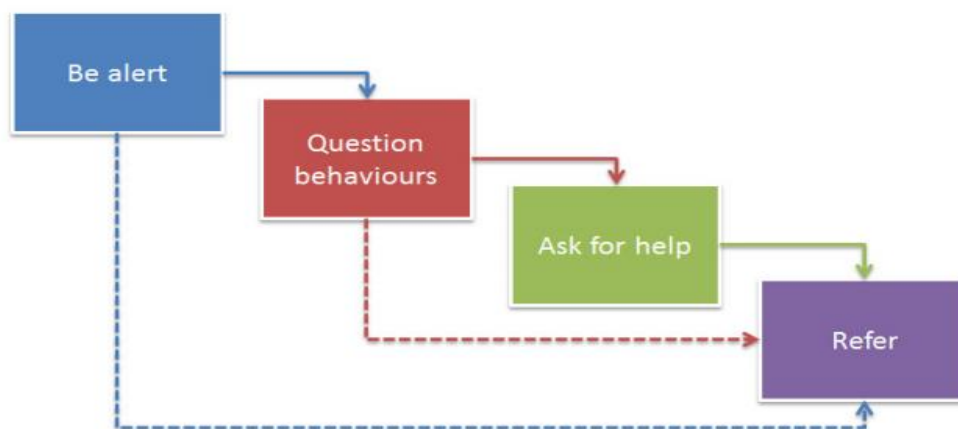 Be alert
Question
behaviours
Ask for help
Refer